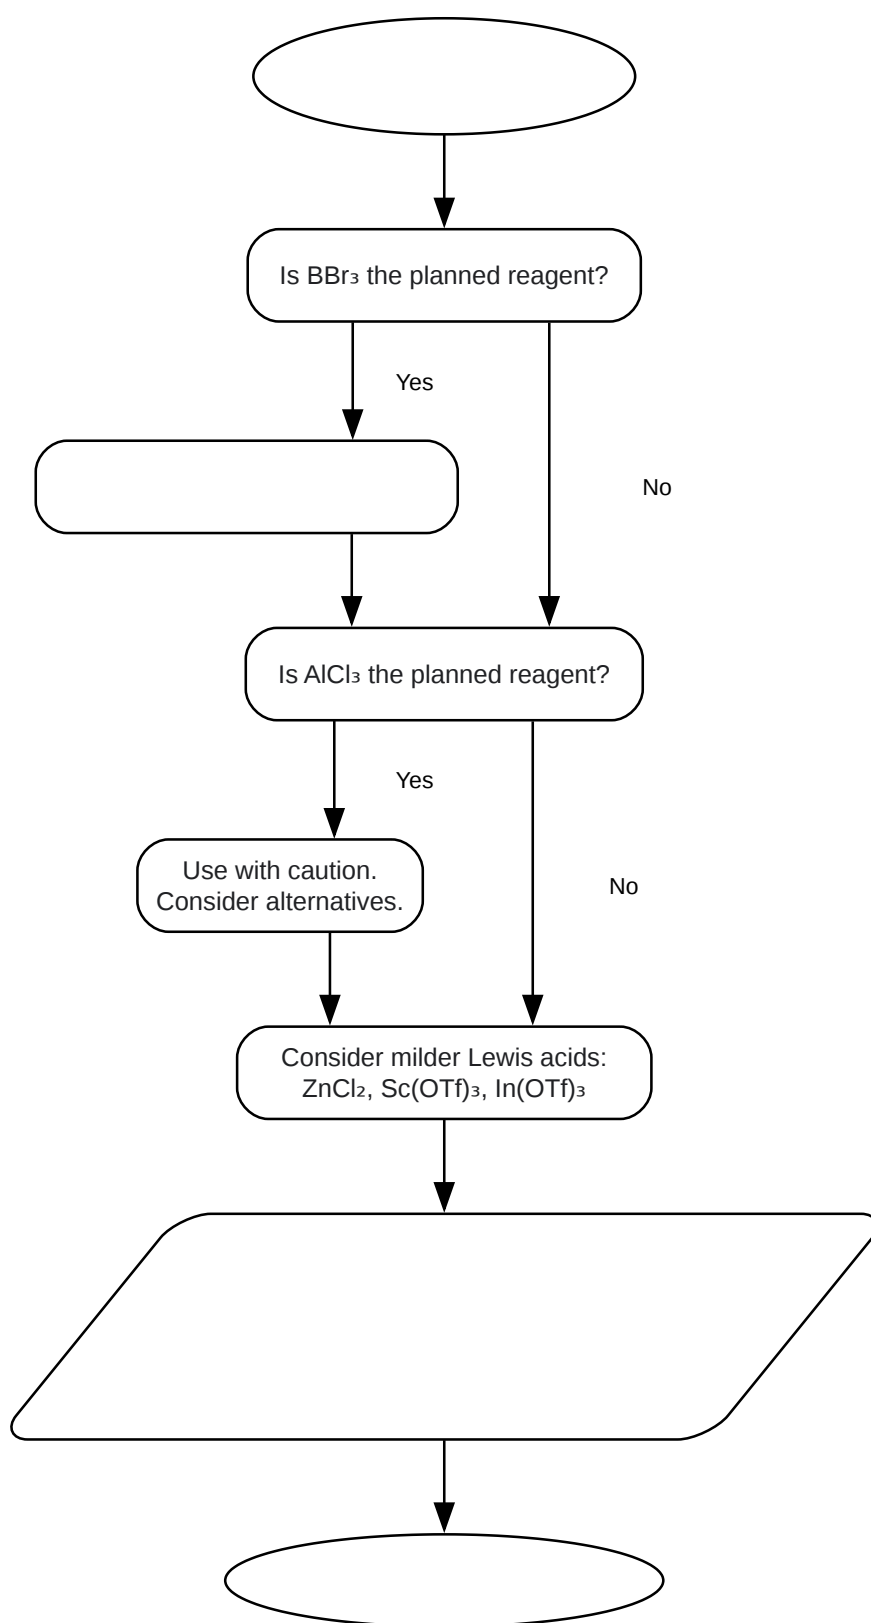 Is BBr₃ the planned reagent?
Yes
No
Is AlCl₃ the planned reagent?
Yes
Use with caution.
Consider alternatives.
No
Consider milder Lewis acids:
ZnCl₂, Sc(OTf)₃, In(OTf)₃